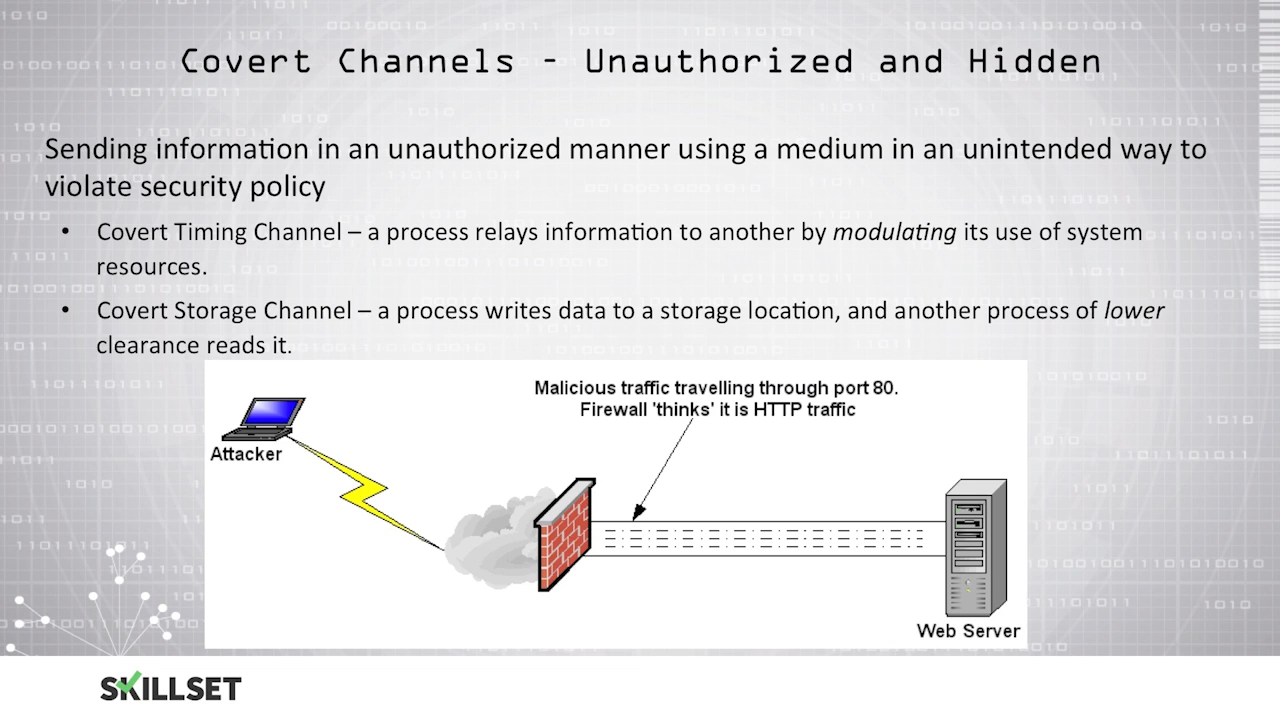 Covert Channels - Unauthorized and Hidden
Sending information in an unauthorized manner using a medium in an unintended way to
violate security policy
• Covert Timing Channel – a process relays information to another by modulating its use of system
resources.
• Covert Storage Channel – a process writes data to a storage location, and another process of lower
clearance reads it.
Malicious traffic travelling through port 80.
Firewall 'thinks' it is HTTP traffic
Attacker
Web Server
SKILLSET